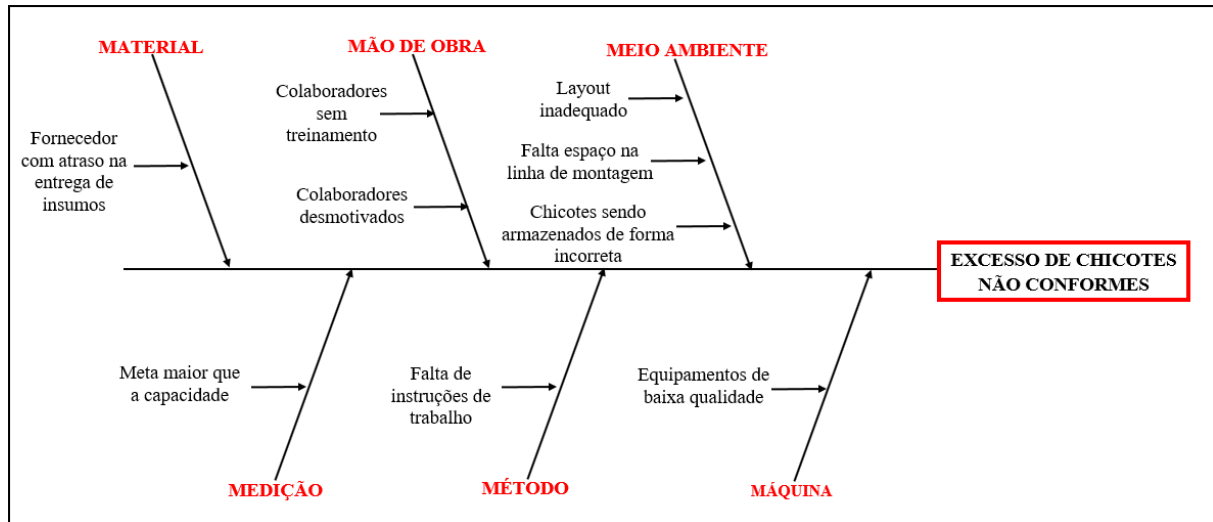 MATERIAL
Fornecedor
com atraso na
entrega de
insumos
MÃO DE OBRA
Colaboradores
sem
treinamento
Colaboradores
desmotivados
MEIO AMBIENTE
Layout
inadequado
Falta espaço na
linha de montagem
Chicotes sendo
armazenados de forma
incorreta
EXCESSO DE CHICOTES
NÃO CONFORMES
Meta maior que
a capacidade
MEDIÇÃO
Falta de
instruções de
trabalho
MÉTODO
Equipamentos de
baixa qualidade
MÁQUINA